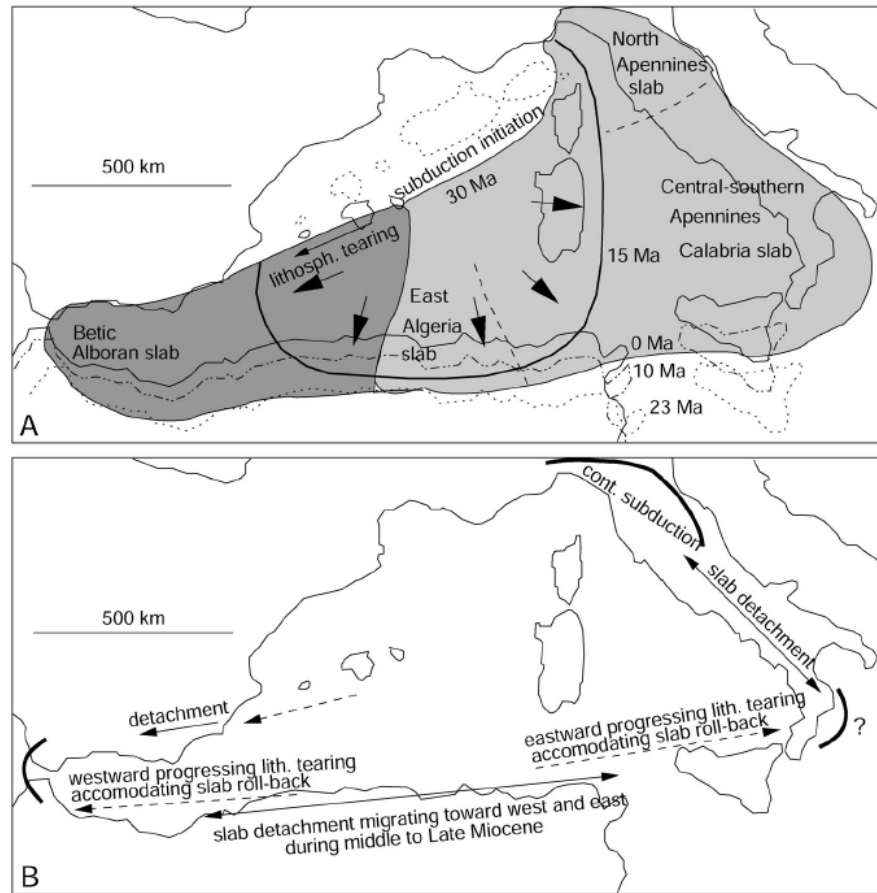 North
Apennines
slab
500 km
subduction initiation
30 Ma
Central-southern
Apennines
Calabria slab
lithosph. tearing
15 Ma
East
Algeria
slab
Betic
Alboran slab
0 Ma
10 Ma
23 Ma
A
cont. subduction
500 km
slab detachment
detachment
eastward progressing lith. tearing
accomodating slab roll-back
?
westward progressing lith. tearing
accomodating slab roll-back
slab detachment migrating toward west and east
during middle to Late Miocene
B